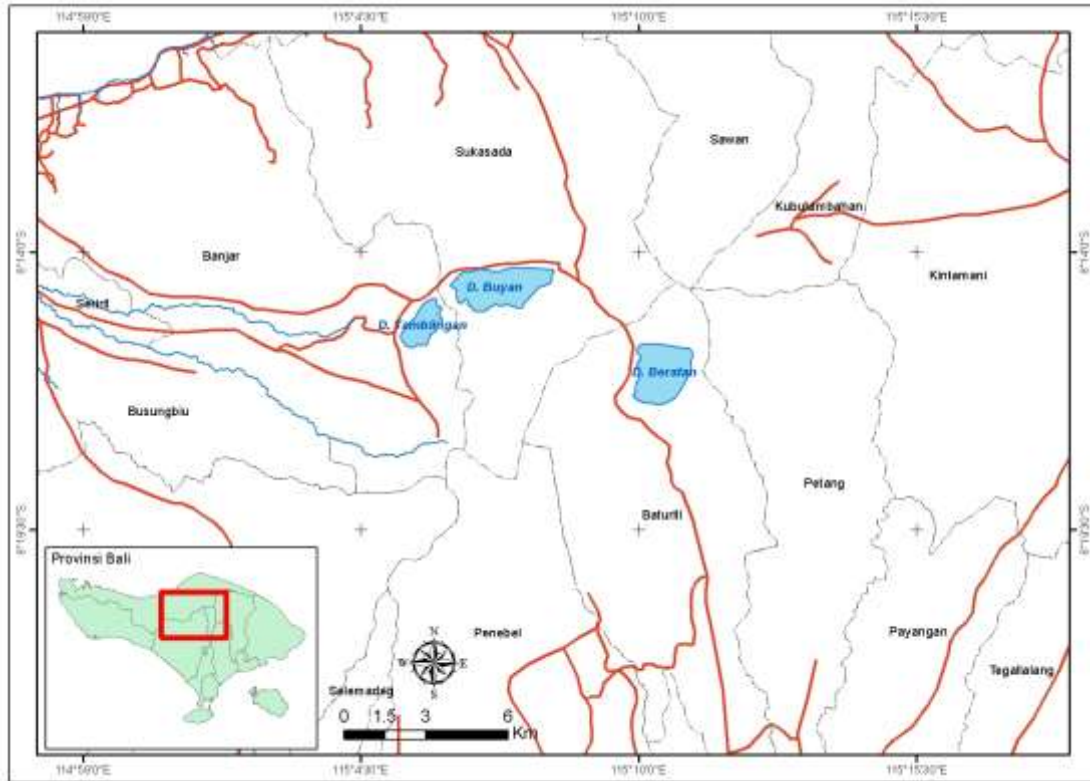 114°59'0"E 115°4'30"E 115°10'0"E 115°15'30"E
Sawan
Sukasada
Kubutambahan
8°14'0"S 8°14'0"S
Banjar
Kintamani
D. Buyan
Seririt
D. Tamblingan
D. Beratan
Busungbiu
Petang
Baturiti
8°19'30"S 8°19'30"S
Provinsi Bali
Penebel
Payangan
N
W E
S
Tegallalang
Selemadeg
0 1.5 3 6
Km
114°59'0"E 115°4'30"E 115°10'0"E 115°15'30"E